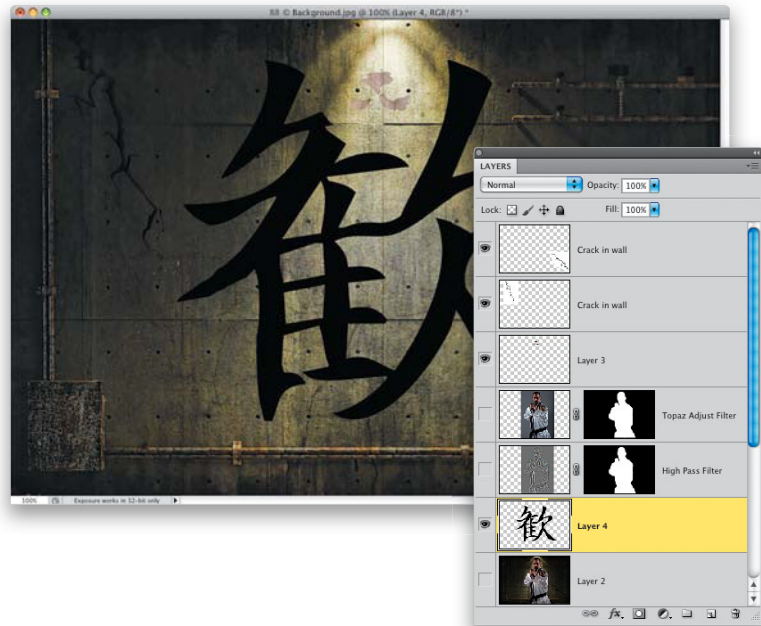 88 © Background.jpg @ 100% (Layer 4, RGB/8*) *
歓
100%
Exposure works in 32-bit only
LAYERS
Normal
Opacity: 100%
Lock:
Fill: 100%
Crack in wall
Crack in wall
Layer 3
Topaz Adjust Filter
High Pass Filter
歓
Layer 4
Layer 2
fx